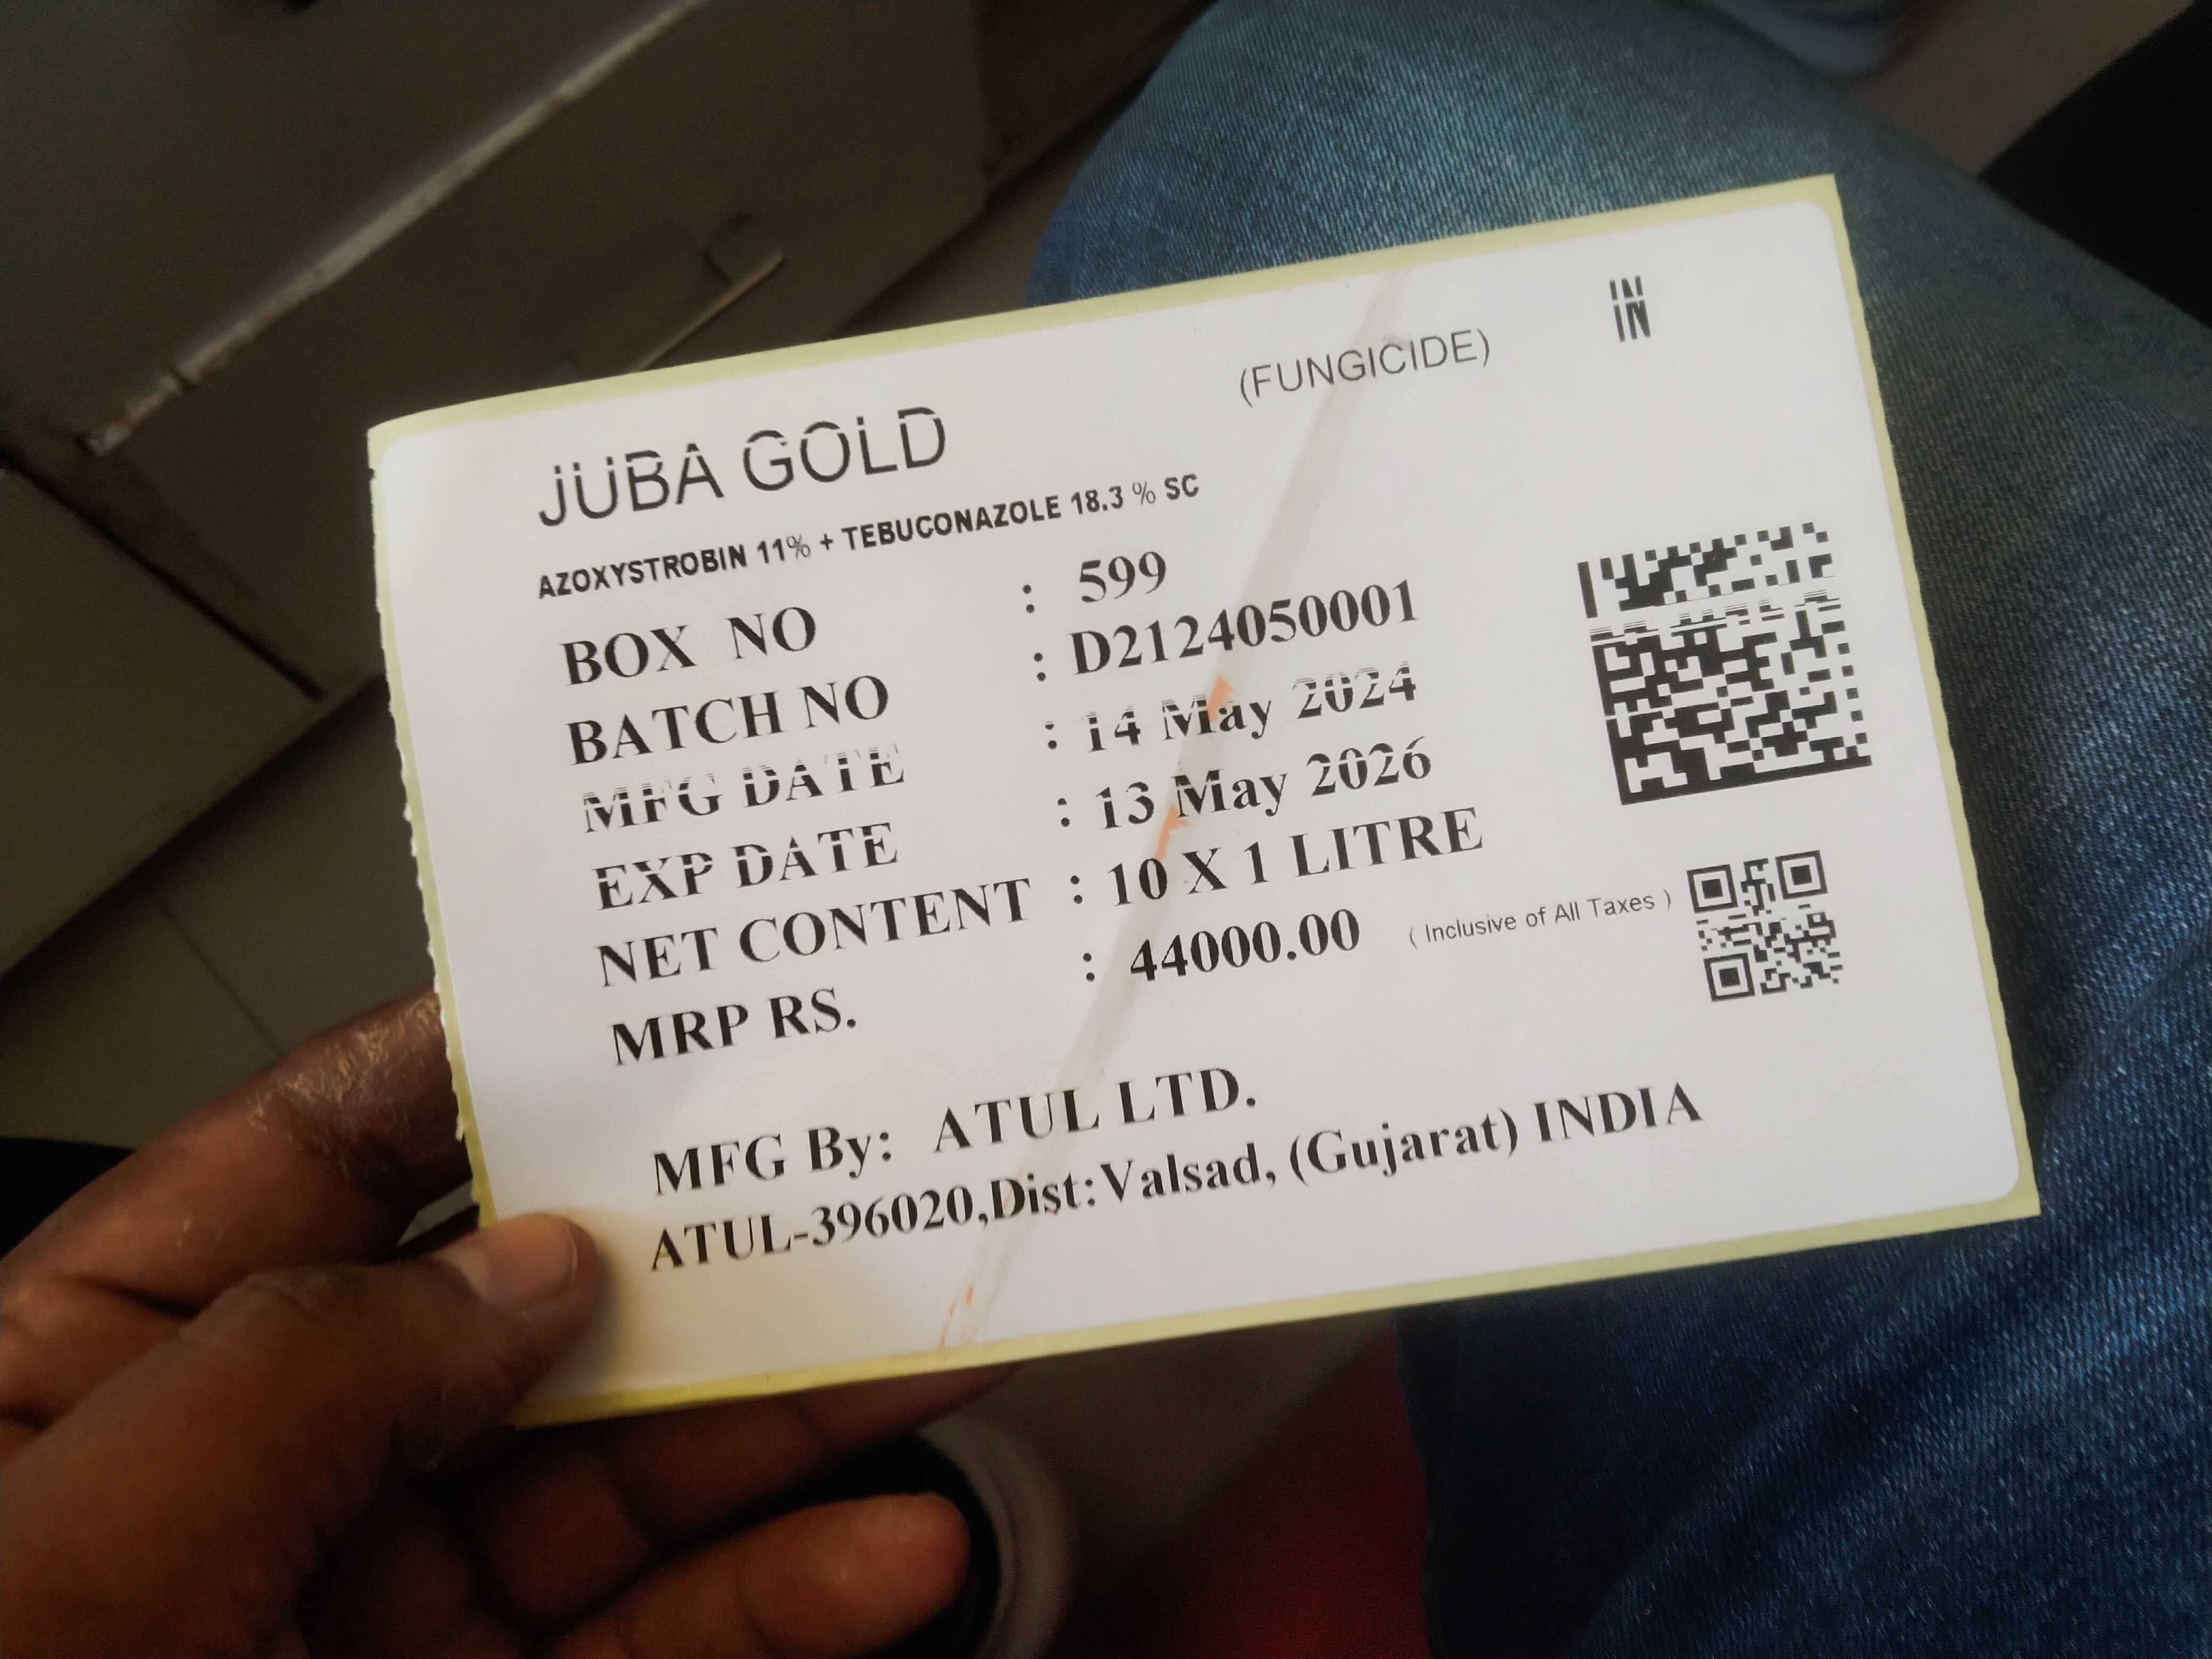 IN
(FUNGICIDE)
JUBA GOLD
AZOXYSTROBIN 11% + TEBUCONAZOLE 18.3 % SC
BOX NO : 599
BATCH NO : D2124050001
MFG DATE : 14 May 2024
EXP DATE : 13 May 2026
NET CONTENT : 10 X 1 LITRE
MRP RS. : 44000.00 ( Inclusive of All Taxes )
MFG By: ATUL LTD.
ATUL-396020,Dist:Valsad, (Gujarat) INDIA